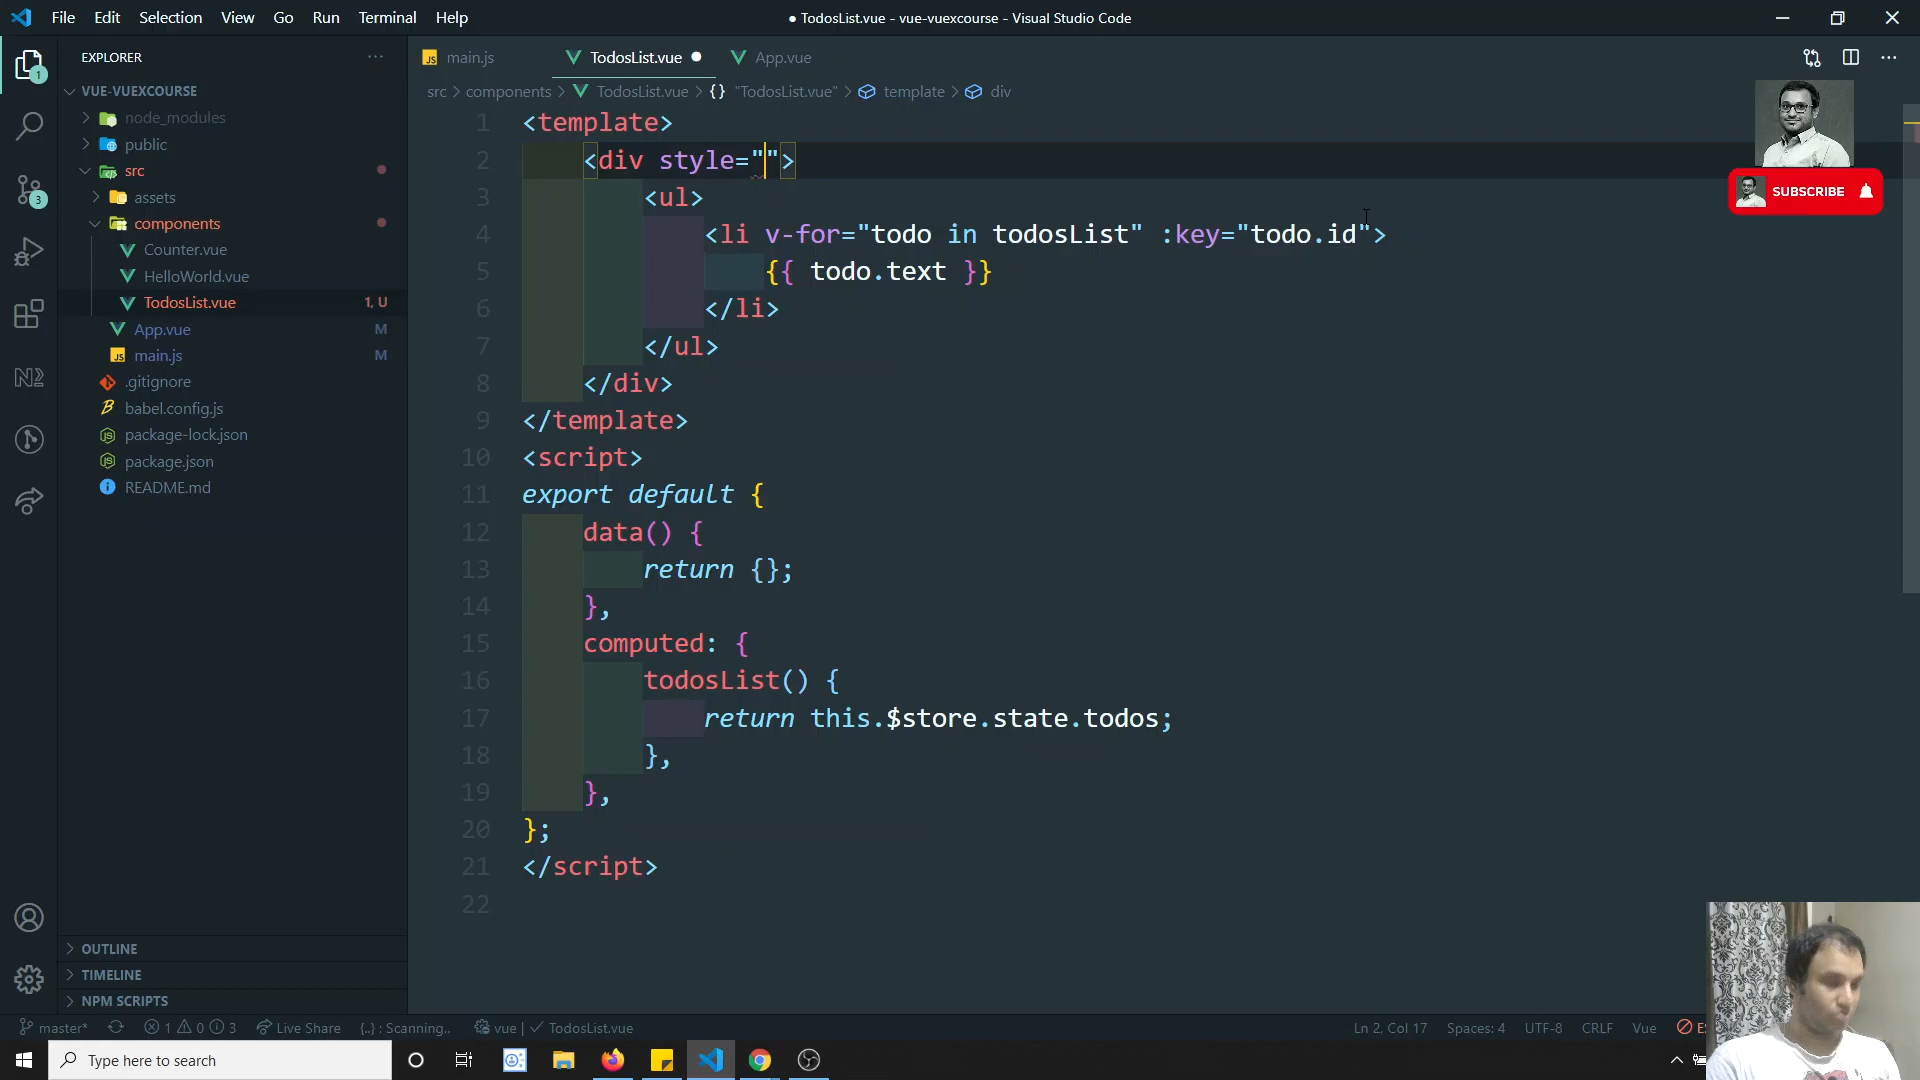 File Edit Selection View Go Run Terminal Help
● TodosList.vue - vue-vuexcourse - Visual Studio Code
EXPLORER
1
3
VUE-VUEXCOURSE
node_modules
public
src
assets
components
Counter.vue
HelloWorld.vue
TodosList.vue 1, U
App.vue M
main.js M
.gitignore
babel.config.js
package-lock.json
package.json
README.md
OUTLINE
TIMELINE
NPM SCRIPTS
main.js TodosList.vue App.vue
src > components > TodosList.vue > {} "TodosList.vue" > template > div
1 <template>
2 <div style="">
3 <ul>
4 <li v-for="todo in todosList" :key="todo.id">
5 {{ todo.text }}
6 </li>
7 </ul>
8 </div>
9 </template>
10 <script>
11 export default {
12 data() {
13 return {};
14 },
15 computed: {
16 todosList() {
17 return this.$store.state.todos;
18 },
19 },
20 };
21 </script>
22
SUBSCRIBE
master* 1 0 3 Live Share {..} : Scanning.. vue | ✓ TodosList.vue
Ln 2, Col 17 Spaces: 4 UTF-8 CRLF Vue
Type here to search